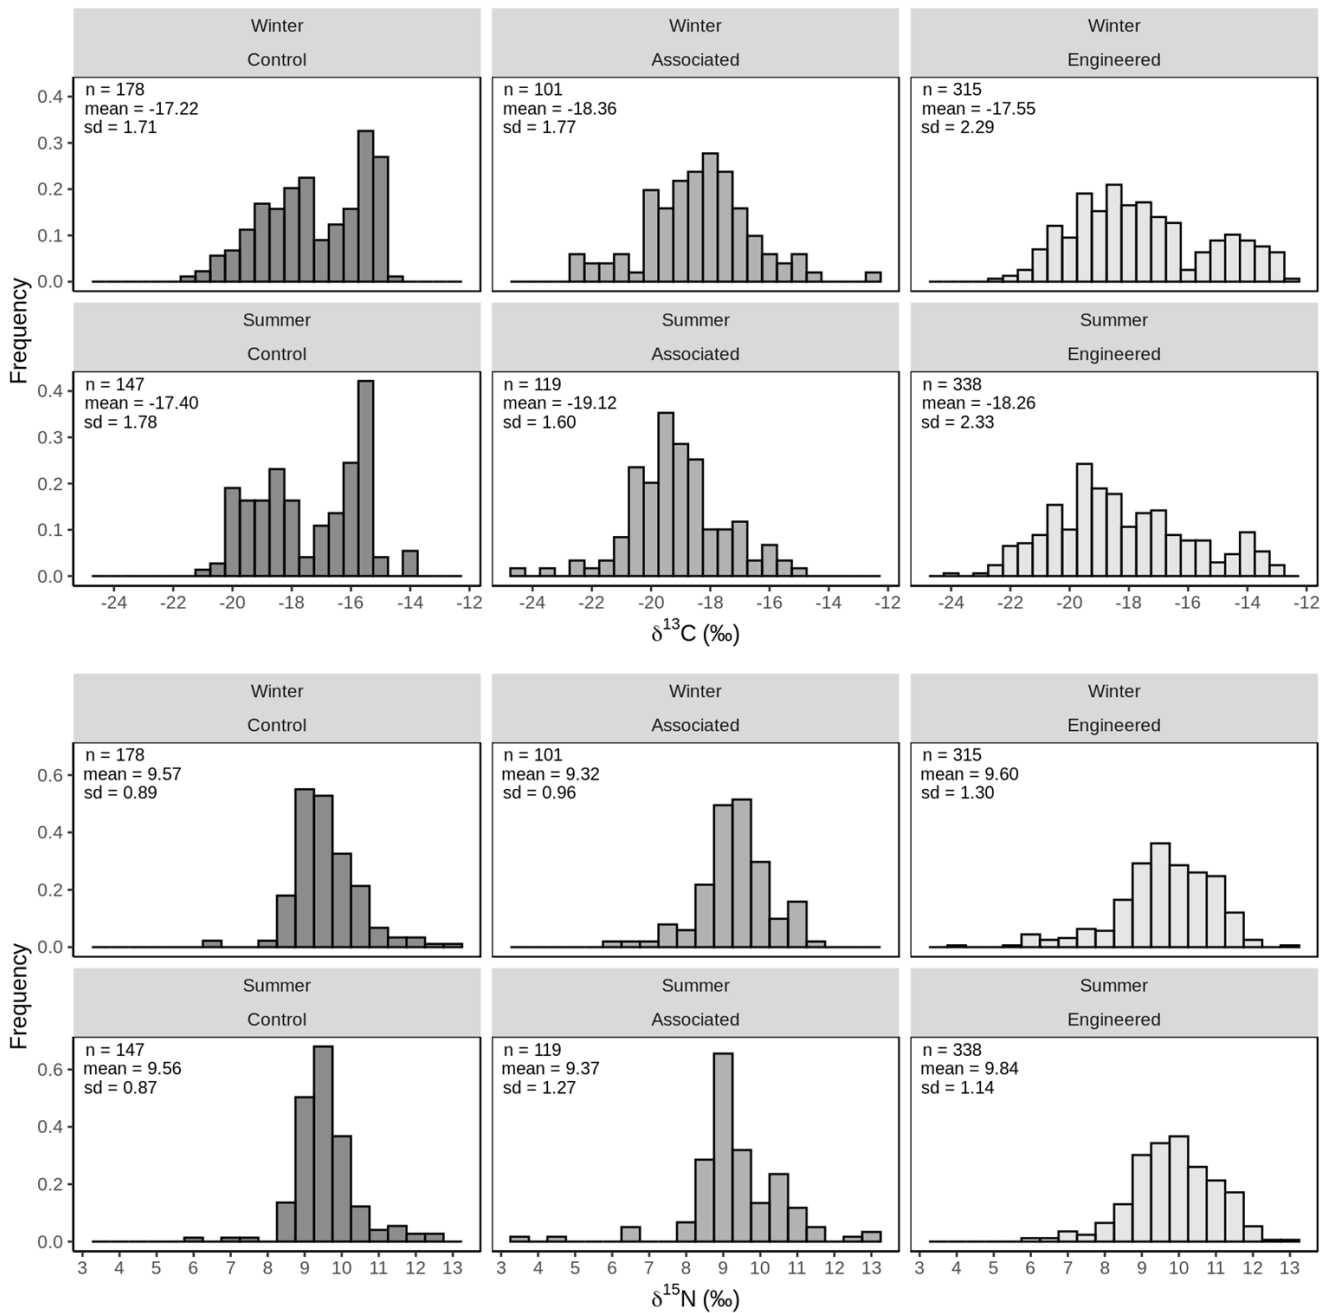 Winter
Control
Winter
Associated
Winter
Engineered
n = 178
mean = -17.22
sd = 1.71
n = 101
mean = -18.36
sd = 1.77
n = 315
mean = -17.55
sd = 2.29
0.4
0.3
0.2
0.1
0.0
Frequency
Summer
Control
Summer
Associated
Summer
Engineered
n = 147
mean = -17.40
sd = 1.78
n = 119
mean = -19.12
sd = 1.60
n = 338
mean = -18.26
sd = 2.33
0.4
0.3
0.2
0.1
0.0
-24 -22 -20 -18 -16 -14 -12
-24 -22 -20 -18 -16 -14 -12
-24 -22 -20 -18 -16 -14 -12
δ¹³C (‰)
Winter
Control
Winter
Associated
Winter
Engineered
n = 178
mean = 9.57
sd = 0.89
n = 101
mean = 9.32
sd = 0.96
n = 315
mean = 9.60
sd = 1.30
0.6
0.4
0.2
0.0
Frequency
Summer
Control
Summer
Associated
Summer
Engineered
n = 147
mean = 9.56
sd = 0.87
n = 119
mean = 9.37
sd = 1.27
n = 338
mean = 9.84
sd = 1.14
0.6
0.4
0.2
0.0
3 4 5 6 7 8 9 10 11 12 13
3 4 5 6 7 8 9 10 11 12 13
3 4 5 6 7 8 9 10 11 12 13
δ¹⁵N (‰)